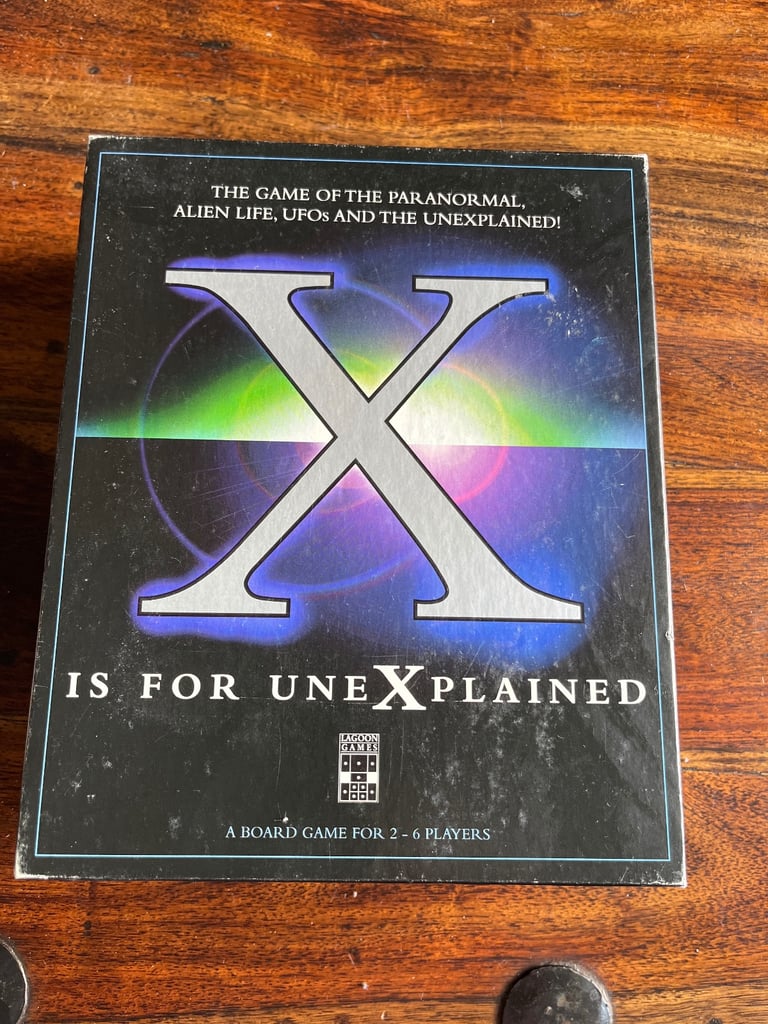 THE GAME OF THE PARANORMAL,
ALIEN LIFE, UFOs AND THE UNEXPLAINED!
X
IS FOR UNEXPLAINED
LAGOON
GAMES
A BOARD GAME FOR 2 - 6 PLAYERS